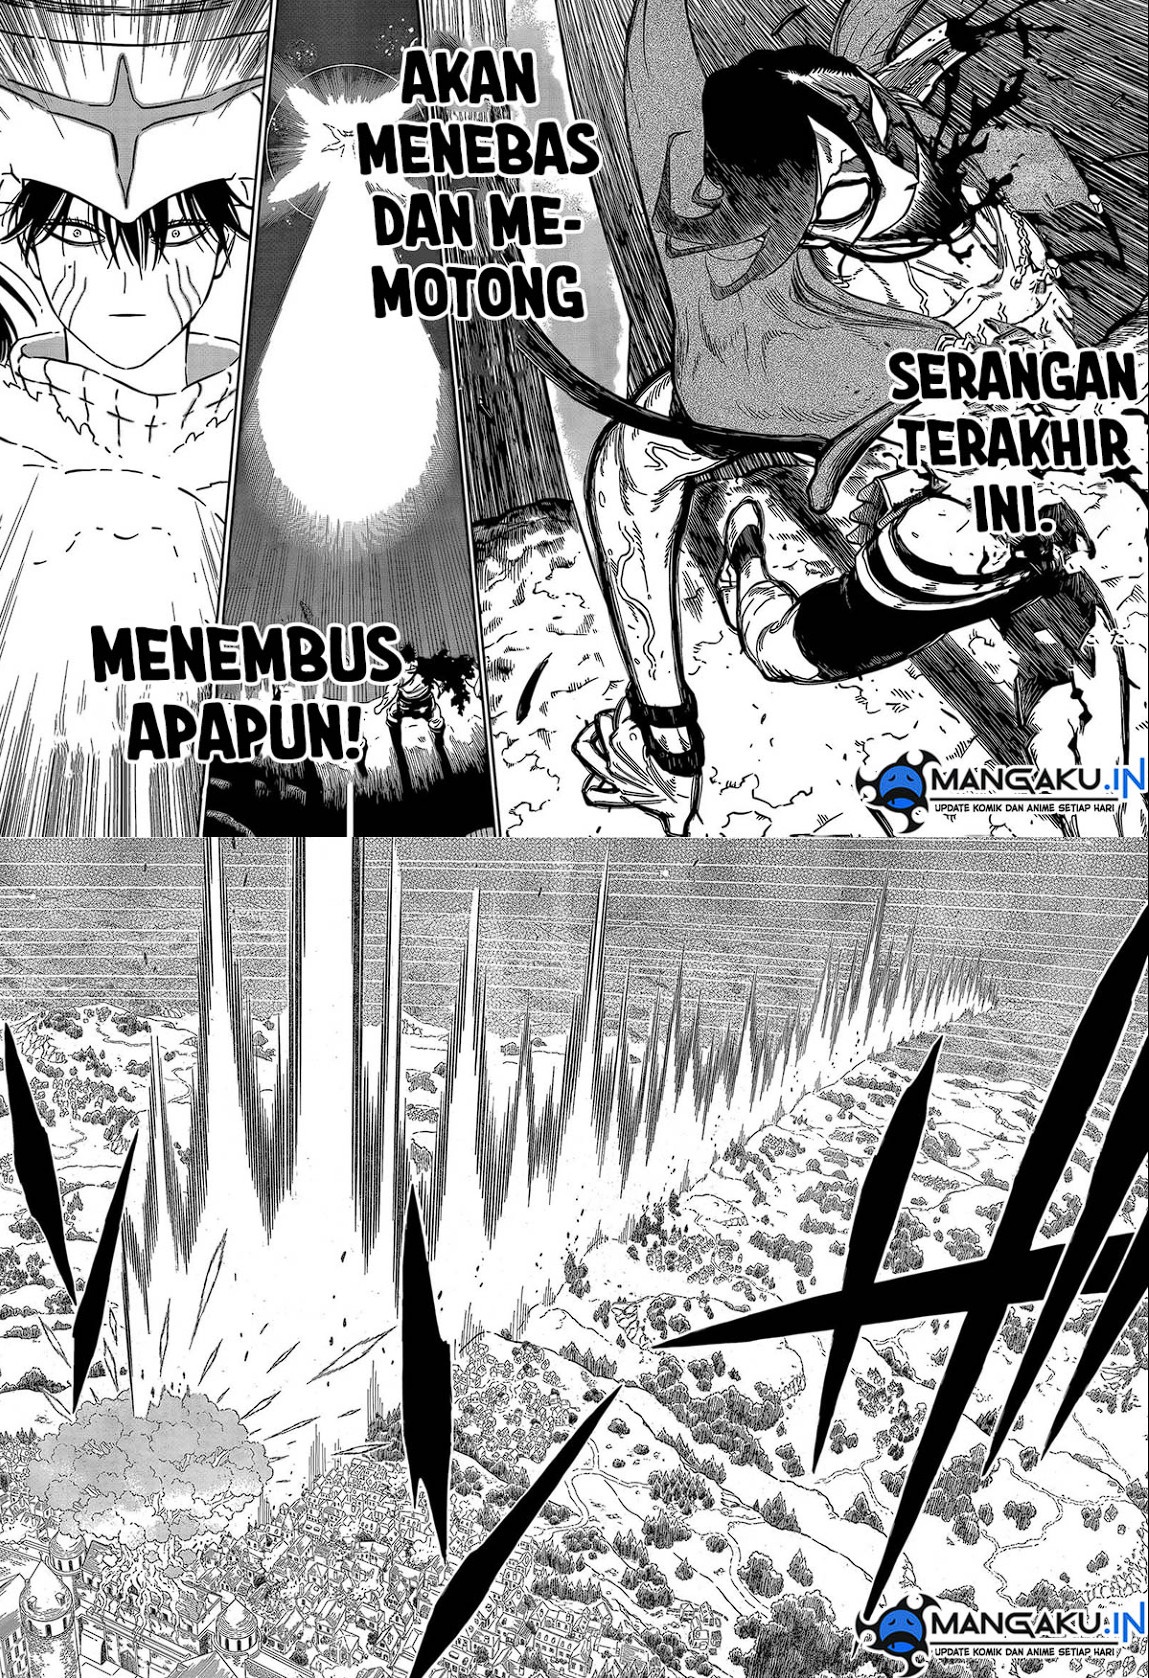 SERANGAN
TERAKHIR
INI.
AKAN
MENEBAS
DAN ME-
MOTONG
MENEMBUS
APAPUN!
MANGAKU.IN
UPDATE KOMIK DAN ANIME SETIAP HARI
MANGAKU.IN
UPDATE KOMIK DAN ANIME SETIAP HARI